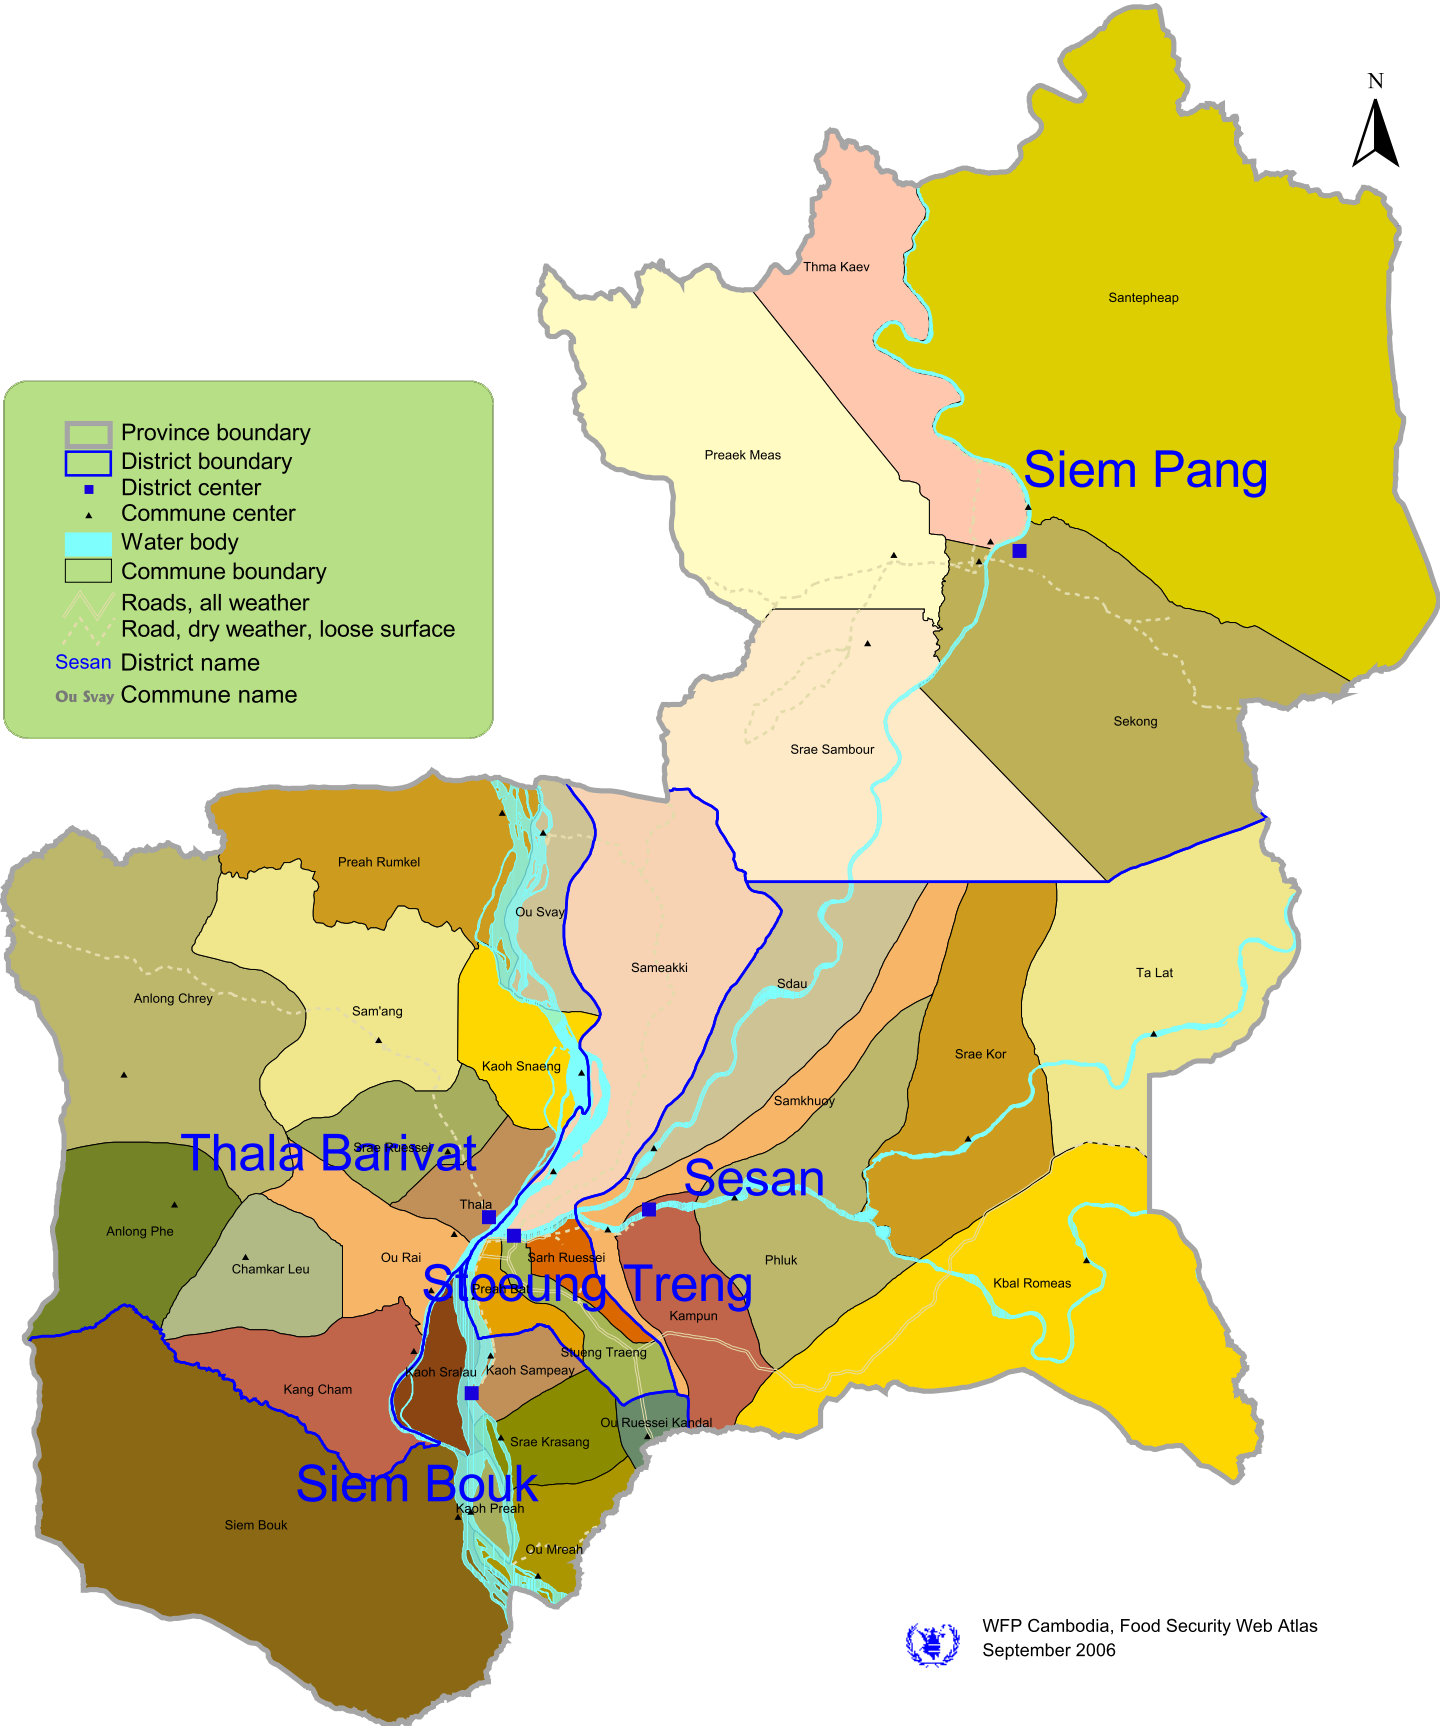 N
Thma Kaev
Santepheap
Preaek Meas
Siem Pang
Province boundary
District boundary
District center
Commune center
Water body
Commune boundary
Roads, all weather
Road, dry weather, loose surface
Sesan District name
Ou Svay Commune name
Sekong
Srae Sambour
Preah Rumkel
Ou Svay
Sameakki
Ta Lat
Sdau
Anlong Chrey
Sam'ang
Srae Kor
Kaoh Snaeng
Samkhuoy
Srae Ruessei
Thala Barivat
Sesan
Thala
Anlong Phe
Ou Rai
Sarh Ruessei
Phluk
Chamkar Leu
Kbal Romeas
Stoeung Treng
Preah Bat
Kampun
Stueng Traeng
Kaoh Sralau
Kaoh Sampeay
Kang Cham
Ou Ruessei Kandal
Srae Krasang
Siem Bouk
Kaoh Preah
Siem Bouk
Ou Mreah
WFP Cambodia, Food Security Web Atlas
September 2006